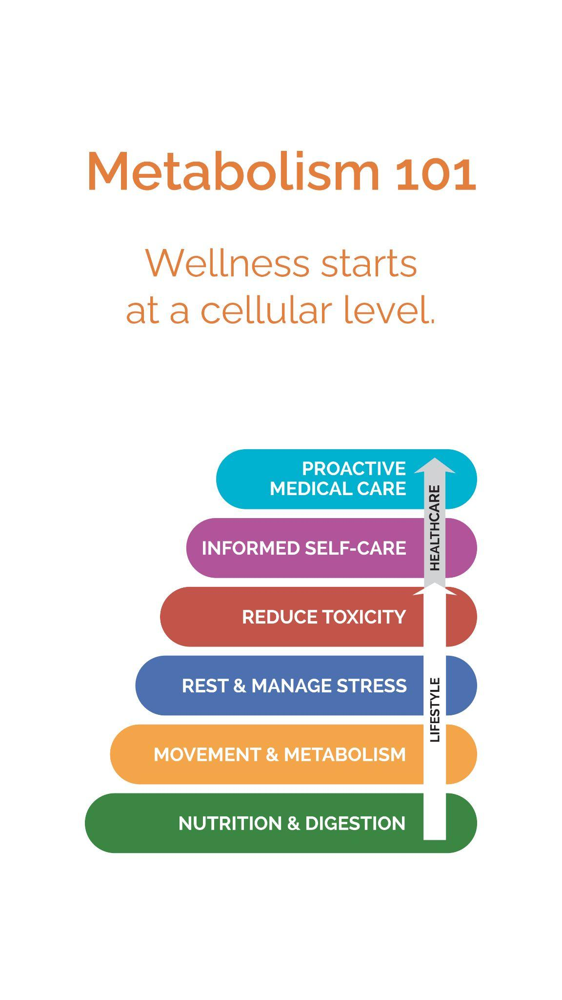 Metabolism 101
Wellness starts
at a cellular level.
PROACTIVE
MEDICAL CARE
INFORMED SELF-CARE
REDUCE TOXICITY
REST & MANAGE STRESS
MOVEMENT & METABOLISM
NUTRITION & DIGESTION
HEALTHCARE
LIFESTYLE